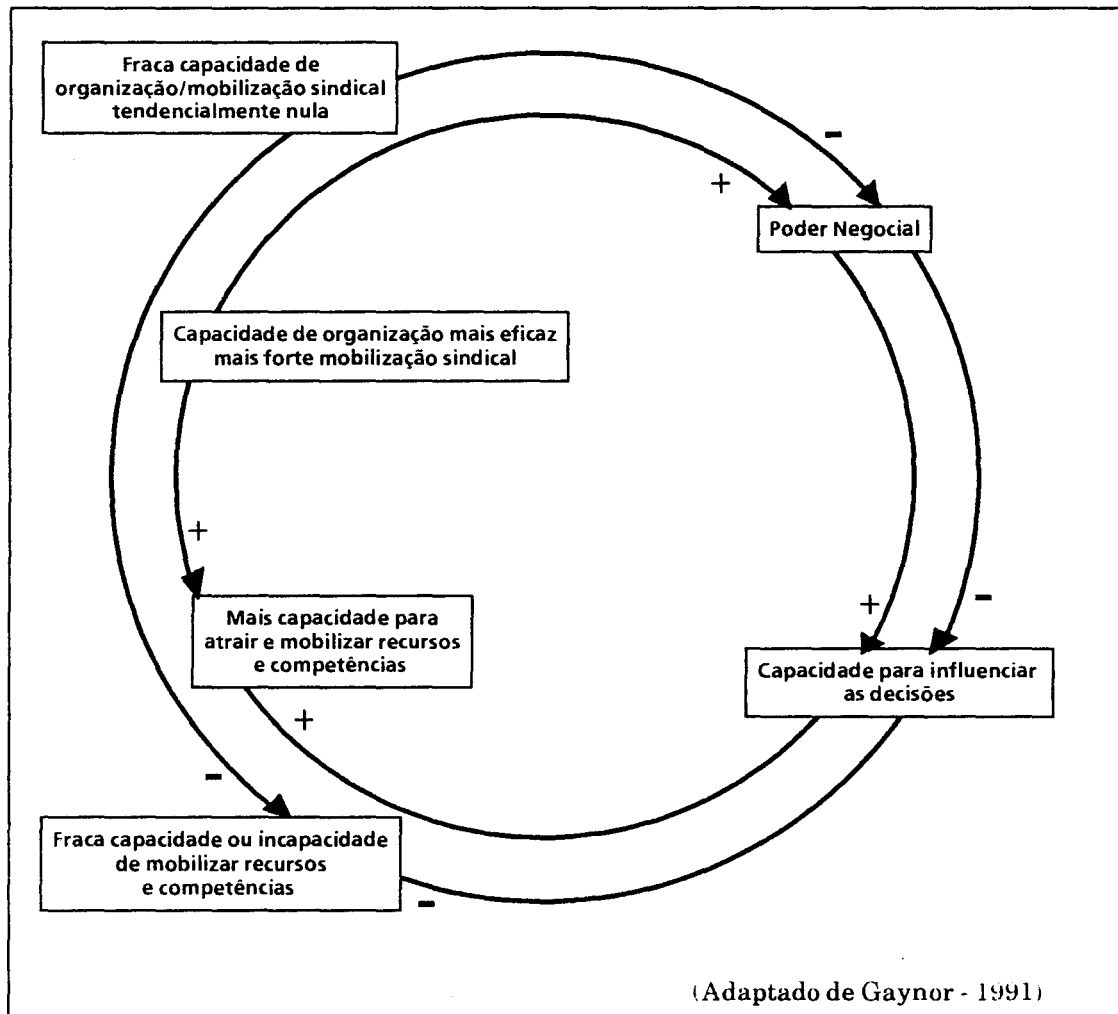 Fraca capacidade de
organização/mobilização sindical
tendencialmente nula
-
+
Poder Negocial
Capacidade de organização mais eficaz
mais forte mobilização sindical
+
+
-
Mais capacidade para
atrair e mobilizar recursos
e competências
Capacidade para influenciar
as decisões
+
-
Fraca capacidade ou incapacidade
de mobilizar recursos
e competências
-
(Adaptado de Gaynor - 1991)